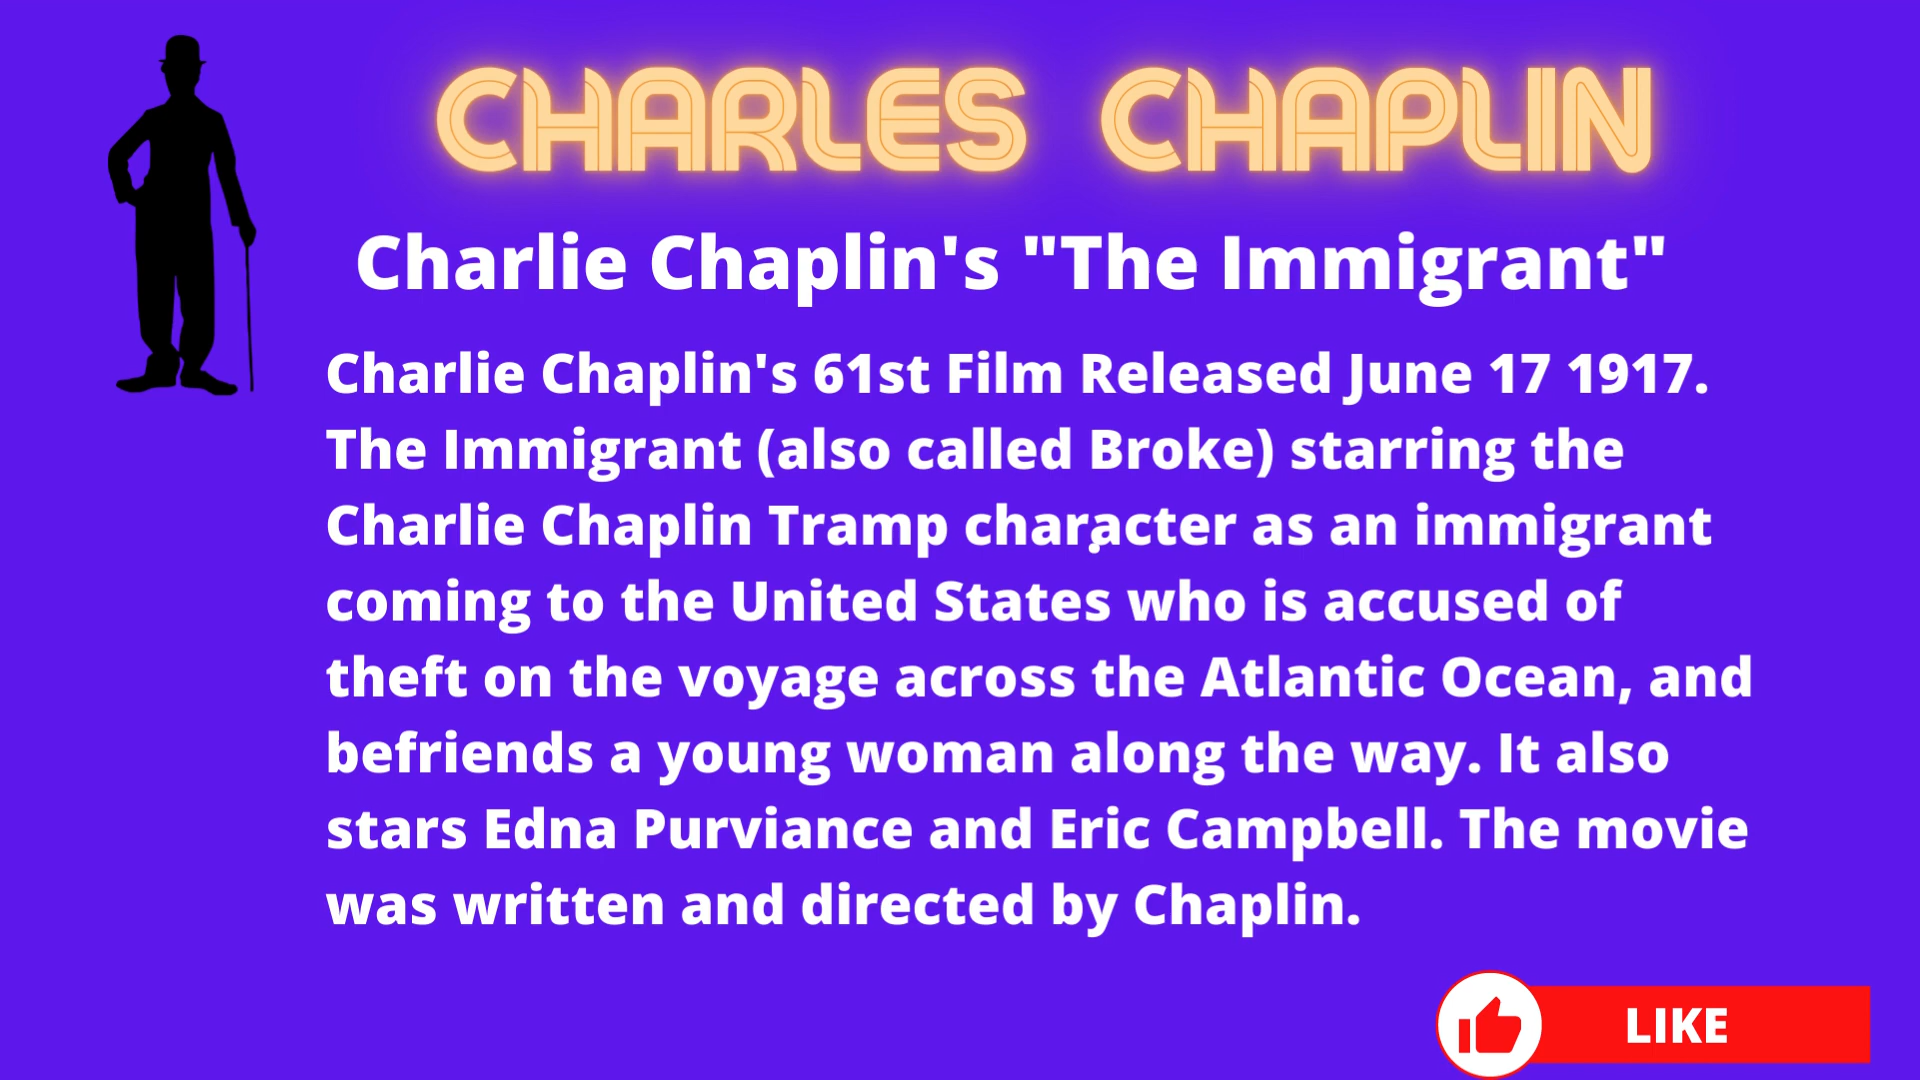 CHARLES CHAPLIN
Charlie Chaplin's "The Immigrant"
Charlie Chaplin's 61st Film Released June 17 1917.
The Immigrant (also called Broke) starring the
Charlie Chaplin Tramp character as an immigrant
coming to the United States who is accused of
theft on the voyage across the Atlantic Ocean, and
befriends a young woman along the way. It also
stars Edna Purviance and Eric Campbell. The movie
was written and directed by Chaplin.
LIKE